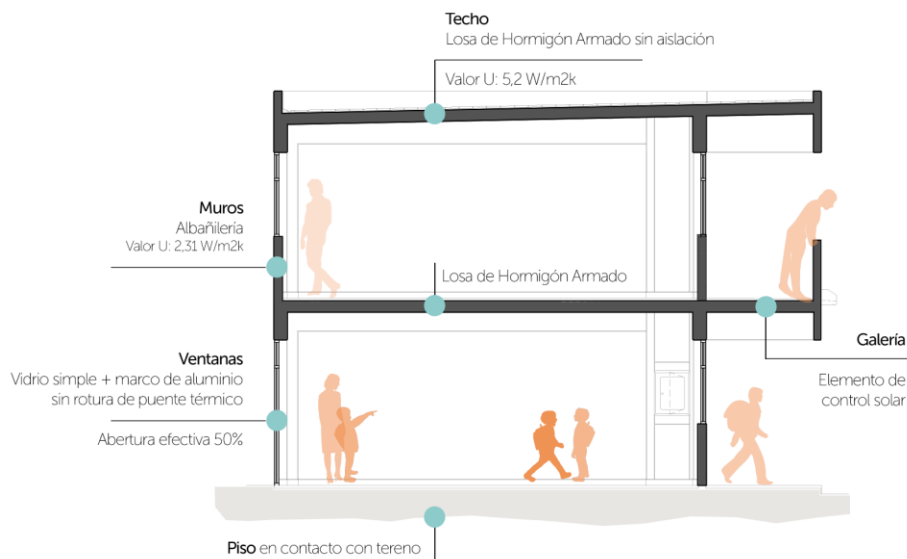 Techo
Losa de Hormigón Armado sin aislación
Valor U: 5,2 W/m2k
Muros
Albañilería
Valor U: 2,31 W/m2k
Losa de Hormigón Armado
Ventanas
Vidrio simple + marco de aluminio
sin rotura de puente térmico
Abertura efectiva 50%
Galería
Elemento de
control solar
Piso en contacto con tereno